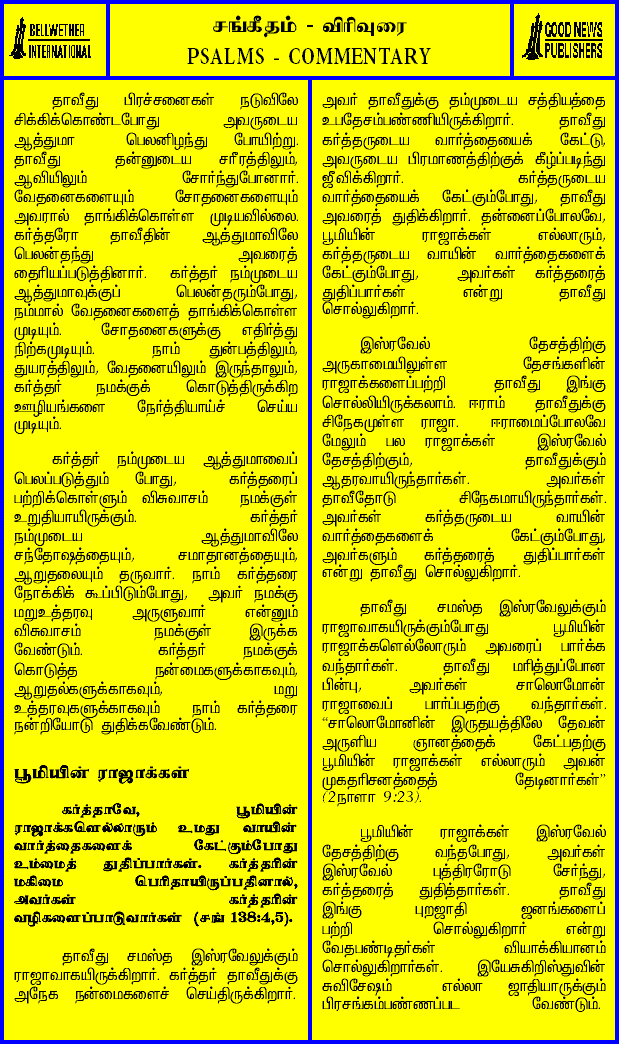 BELLWETHER
INTERNATIONAL
சங்கீதம் - விரிவுரை
PSALMS - COMMENTARY
GOOD NEWS
PUBLISHERS
தாவீது பிரச்சனைகள் நடுவிலே
சிக்கிக்கொண்டபோது அவருடைய
ஆத்துமா பெலனிழந்து போயிற்று.
தாவீது தன்னுடைய சரீரத்திலும்,
ஆவியிலும் சோர்ந்துபோனார்.
வேதனைகளையும் சோதனைகளையும்
அவரால் தாங்கிக்கொள்ள முடியவில்லை.
கர்த்தரோ தாவீதின் ஆத்துமாவிலே
பெலன்தந்து அவரைத்
தைரியப்படுத்தினார். கர்த்தர் நம்முடைய
ஆத்துமாவுக்குப் பெலன்தரும்போது,
நம்மால் வேதனைகளைத் தாங்கிக்கொள்ள
முடியும். சோதனைகளுக்கு எதிர்த்து
நிற்கமுடியும். நாம் துன்பத்திலும்,
துயரத்திலும், வேதனையிலும் இருந்தாலும்,
கர்த்தர் நமக்குக் கொடுத்திருக்கிற
ஊழியங்களை நேர்த்தியாய்ச் செய்ய
முடியும்.
கர்த்தர் நம்முடைய ஆத்துமாவைப்
பெலப்படுத்தும் போது, கர்த்தரைப்
பற்றிக்கொள்ளும் விசுவாசம் நமக்குள்
உறுதியாயிருக்கும். கர்த்தர்
நம்முடைய ஆத்துமாவிலே
சந்தோஷத்தையும், சமாதானத்தையும்,
ஆறுதலையும் தருவார். நாம் கர்த்தரை
நோக்கிக் கூப்பிடும்போது, அவர் நமக்கு
மறுஉத்தரவு அருளுவார் என்னும்
விசுவாசம் நமக்குள் இருக்க
வேண்டும். கர்த்தர் நமக்குக்
கொடுத்த நன்மைகளுக்காகவும்,
ஆறுதல்களுக்காகவும், மறு
உத்தரவுகளுக்காகவும் நாம் கர்த்தரை
நன்றியோடு துதிக்கவேண்டும்.
பூமியின் ராஜாக்கள்
கர்த்தாவே, பூமியின்
ராஜாக்களெல்லாரும் உமது வாயின்
வார்த்தைகளைக் கேட்கும்போது
உம்மைத் துதிப்பார்கள். கர்த்தரின்
மகிமை பெரிதாயிருப்பதினால்,
அவர்கள் கர்த்தரின்
வழிகளைப்பாடுவார்கள் (சங் 138:4,5).
தாவீது சமஸ்த இஸ்ரவேலுக்கும்
ராஜாவாகயிருக்கிறார். கர்த்தர் தாவீதுக்கு
அநேக நன்மைகளைச் செய்திருக்கிறார்.
அவர் தாவீதுக்கு தம்முடைய சத்தியத்தை
உபதேசம்பண்ணியிருக்கிறார். தாவீது
கர்த்தருடைய வார்த்தையைக் கேட்டு,
அவருடைய பிரமாணத்திற்குக் கீழ்ப்படிந்து
ஜீவிக்கிறார். கர்த்தருடைய
வார்த்தையைக் கேட்கும்போது, தாவீது
அவரைத் துதிக்கிறார். தன்னைப்போலவே,
பூமியின் ராஜாக்கள் எல்லாரும்,
கர்த்தருடைய வாயின் வார்த்தைகளைக்
கேட்கும்போது, அவர்கள் கர்த்தரைத்
துதிப்பார்கள் என்று தாவீது
சொல்லுகிறார்.
இஸ்ரவேல் தேசத்திற்கு
அருகாமையிலுள்ள தேசங்களின்
ராஜாக்களைப்பற்றி தாவீது இங்கு
சொல்லியிருக்கலாம். ஈராம் தாவீதுக்கு
சிநேகமுள்ள ராஜா. ஈராமைப்போலவே
மேலும் பல ராஜாக்கள் இஸ்ரவேல்
தேசத்திற்கும், தாவீதுக்கும்
ஆதரவாயிருந்தார்கள். அவர்கள்
தாவீதோடு சிநேகமாயிருந்தார்கள்.
அவர்கள் கர்த்தருடைய வாயின்
வார்த்தைகளைக் கேட்கும்போது,
அவர்களும் கர்த்தரைத் துதிப்பார்கள்
என்று தாவீது சொல்லுகிறார்.
தாவீது சமஸ்த இஸ்ரவேலுக்கும்
ராஜாவாகயிருக்கும்போது பூமியின்
ராஜாக்களெல்லோரும் அவரைப் பார்க்க
வந்தார்கள். தாவீது மரித்துப்போன
பின்பு, அவர்கள் சாலொமோன்
ராஜாவைப் பார்ப்பதற்கு வந்தார்கள்.
“சாலொமோனின் இருதயத்திலே தேவன்
அருளிய ஞானத்தைக் கேட்பதற்கு
பூமியின் ராஜாக்கள் எல்லாரும் அவன்
முகதரிசனத்தைத் தேடினார்கள்”
(2நாளா 9:23).
பூமியின் ராஜாக்கள் இஸ்ரவேல்
தேசத்திற்கு வந்தபோது, அவர்கள்
இஸ்ரவேல் புத்திரரோடு சேர்ந்து,
கர்த்தரைத் துதித்தார்கள். தாவீது
இங்கு புறஜாதி ஜனங்களைப்
பற்றி சொல்லுகிறார் என்று
வேதபண்டிதர்கள் வியாக்கியானம்
சொல்லுகிறார்கள். இயேசுகிறிஸ்துவின்
சுவிசேஷம் எல்லா ஜாதியாருக்கும்
பிரசங்கம்பண்ணப்பட வேண்டும்.